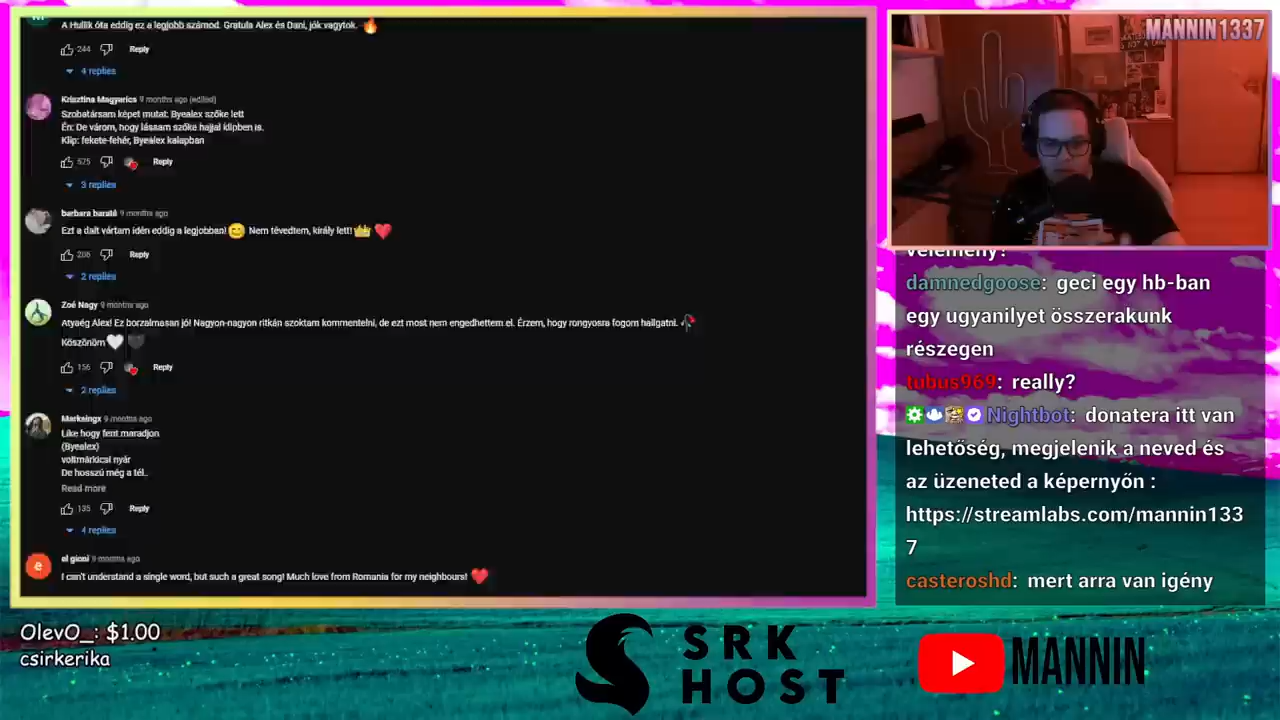 A Hullik óta eddig ez a legjobb számod. Gratula Alex és Dani, jók vagytok.
244 Reply
4 replies
Krisztina Magyarics 9 months ago (edited)
Szobatársam képet mutat: Byealex szőke lett
Én: De várom, hogy lássam szőke hajjal klipben is.
Klip: fekete-fehér, Byealex kalapban
575 Reply
3 replies
barbara 9 months ago
Ezt a dalt vártam idén eddig a legjobban! Nem tévedtem, király lett!
206 Reply
2 replies
Zoé Nagy 9 months ago
Atyaég Alex! Ez borzalmasan jó! Nagyon-nagyon ritkán szoktam kommentelni, de ezt most nem engedhettem el. Érzem, hogy rongyosra fogom hallgatni.
Köszönöm
156 Reply
2 replies
9 months ago
Like hogy fent maradjon
(Byealex)
voltmárkicsi nyár
De hosszú még a tél..
Read more
135 Reply
4 replies
e
9 months ago
I can't understand a single word, but such a great song! Much love from Romania for my neighbours!
MANNIN1337
vélemény?
damnedgoose: geci egy hb-ban
egy ugyanilyet összerakunk
részegen
tubus969: really?
Nightbot: donatera itt van
lehetőség, megjelenik a neved és
az üzeneted a képernyőn :
https://streamlabs.com/mannin133
7
casteroshd: mert arra van igény
OlevO_: $1.00
csirkerika
SRK
HOST
MANNIN